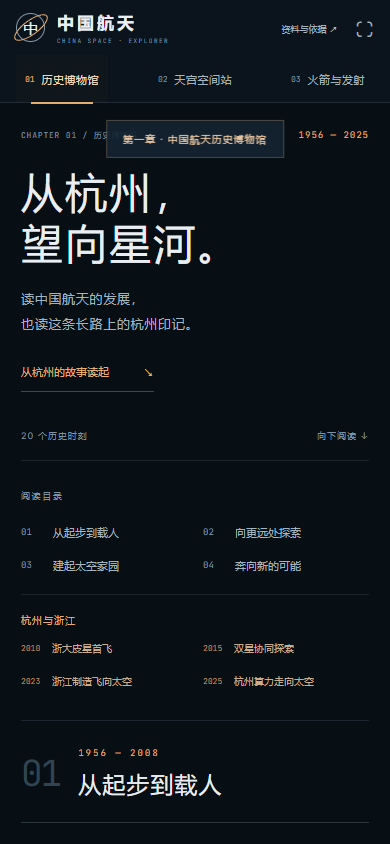 中
中国航天
CHINA SPACE · EXPLORER
资料与依据 ↗
01 历史博物馆
02 天宫空间站
03 火箭与发射
CHAPTER 01 / 历
第一章 · 中国航天历史博物馆
1956 — 2025
从杭州，
望向星河。
读中国航天的发展，
也读这条长路上的杭州印记。
从杭州的故事读起 ↘
20 个历史时刻
向下阅读 ↓
阅读目录
01 从起步到载人
02 向更远处探索
03 建起太空家园
04 奔向新的可能
杭州与浙江
2010 浙大皮星首飞
2015 双星协同探索
2023 浙江制造飞向太空
2025 杭州算力走向太空
01
1956 — 2008
从起步到载人